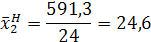 x̄₂ᴴ = 591,3/24 = 24,6